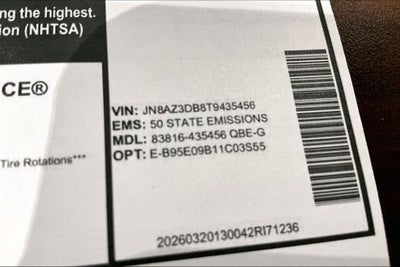 ng the highest.
ion (NHTSA)
CE®
Tire Rotations***
VIN: JN8AZ3DB8T9435456
EMS: 50 STATE EMISSIONS
MDL: 83816-435456 QBE-G
OPT: E-B95E09B11C03S55
20260320130042RI71236